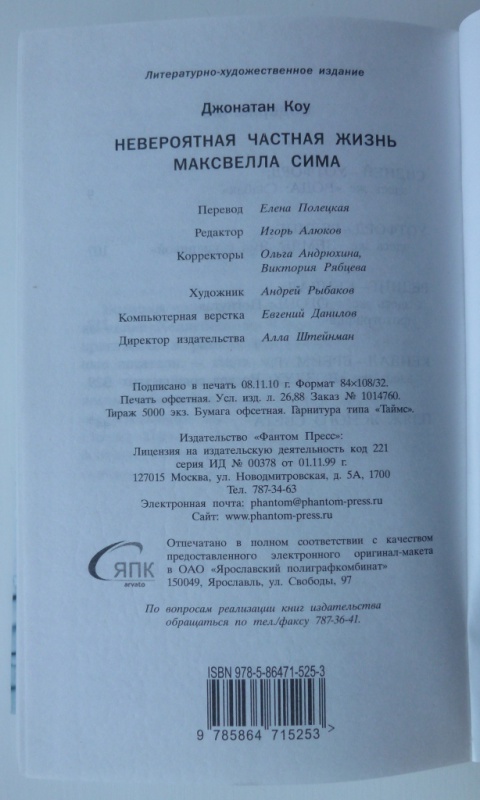 Литературно-художественное издание
Джонатан Коу
НЕВЕРОЯТНАЯ ЧАСТНАЯ ЖИЗНЬ
МАКСВЕЛЛА СИМА
Перевод Елена Полецкая
Редактор Игорь Алюков
Корректоры Ольга Андрюхина,
Виктория Рябцева
Художник Андрей Рыбаков
Компьютерная верстка Евгений Данилов
Директор издательства Алла Штейнман
Подписано в печать 08.11.10 г. Формат 84×108/32.
Печать офсетная. Усл. изд. л. 26,88 Заказ № 1014760.
Тираж 5000 экз. Бумага офсетная. Гарнитура типа «Таймс».
Издательство «Фантом Пресс»:
Лицензия на издательскую деятельность код 221
серия ИД № 00378 от 01.11.99 г.
127015 Москва, ул. Новодмитровская, д. 5А, 1700
Тел. 787-34-63
Электронная почта: phantom@phantom-press.ru
Сайт: www.phantom-press.ru
ЯПК
arvato
Отпечатано в полном соответствии с качеством
предоставленного электронного оригинал-макета
в ОАО «Ярославский полиграфкомбинат»
150049, Ярославль, ул. Свободы, 97
По вопросам реализации книг издательства
обращаться по тел./факсу 787-36-41.
ISBN 978-5-86471-525-3
9 785864 715253 >